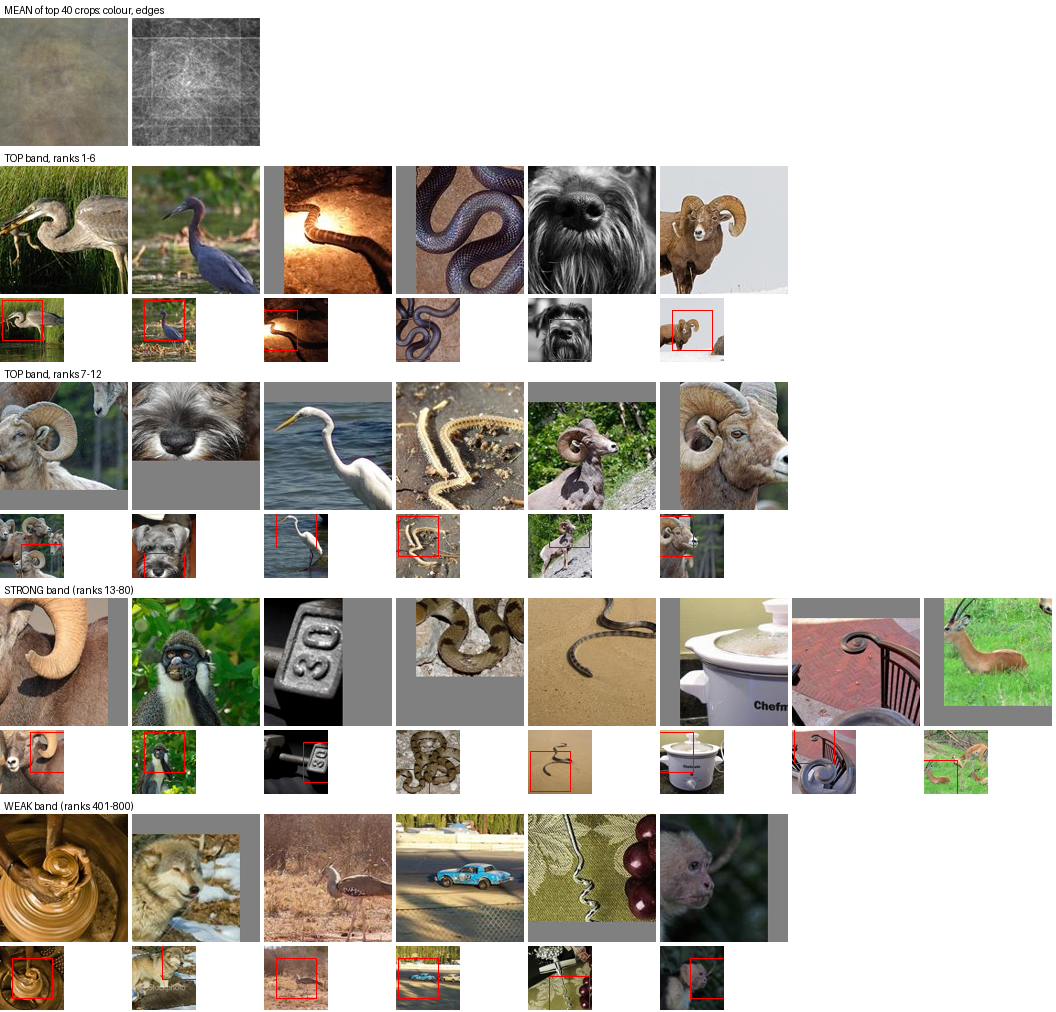 MEAN of top 40 crops: colour, edges
TOP band, ranks 1-6
TOP band, ranks 7-12
STRONG band (ranks 13-80)
30
Chefm
30
WEAK band (ranks 401-800)